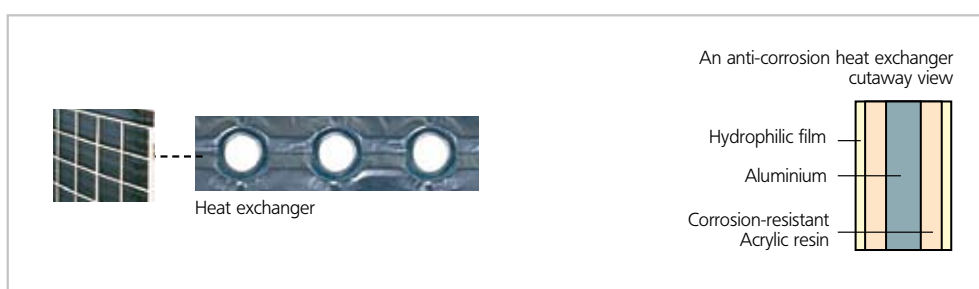 An anti-corrosion heat exchanger
cutaway view
Hydrophilic film
Aluminium
Corrosion-resistant
Acrylic resin
Heat exchanger